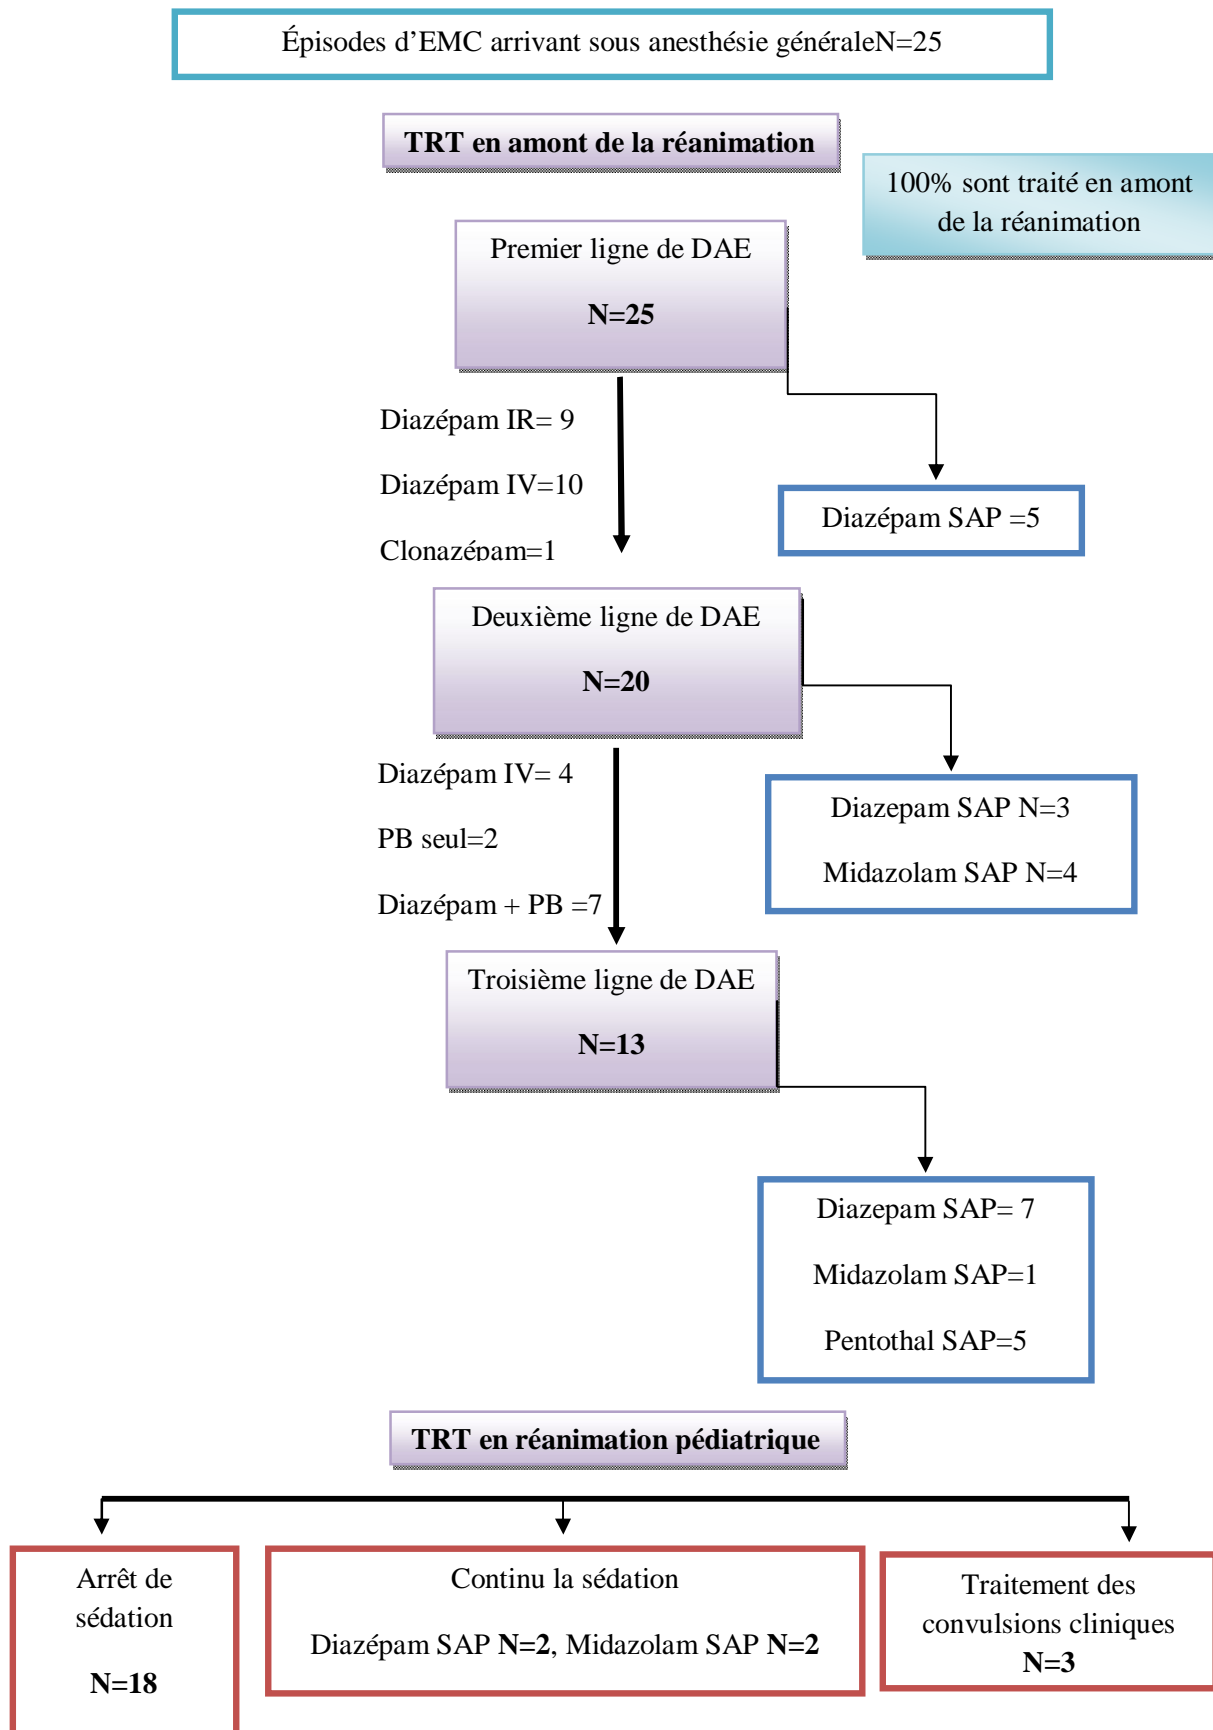 Épisodes d’EMC arrivant sous anesthésie généraleN=25
TRT en amont de la réanimation
100% sont traité en amont
de la réanimation
Premier ligne de DAE
N=25
Diazépam IR= 9
Diazépam IV=10
Clonazépam=1
Diazépam SAP =5
Deuxième ligne de DAE
N=20
Diazépam IV= 4
PB seul=2
Diazépam + PB =7
Diazepam SAP N=3
Midazolam SAP N=4
Troisième ligne de DAE
N=13
Diazepam SAP= 7
Midazolam SAP=1
Pentothal SAP=5
TRT en réanimation pédiatrique
Arrêt de
sédation
N=18
Continu la sédation
Diazépam SAP N=2, Midazolam SAP N=2
Traitement des
convulsions cliniques
N=3